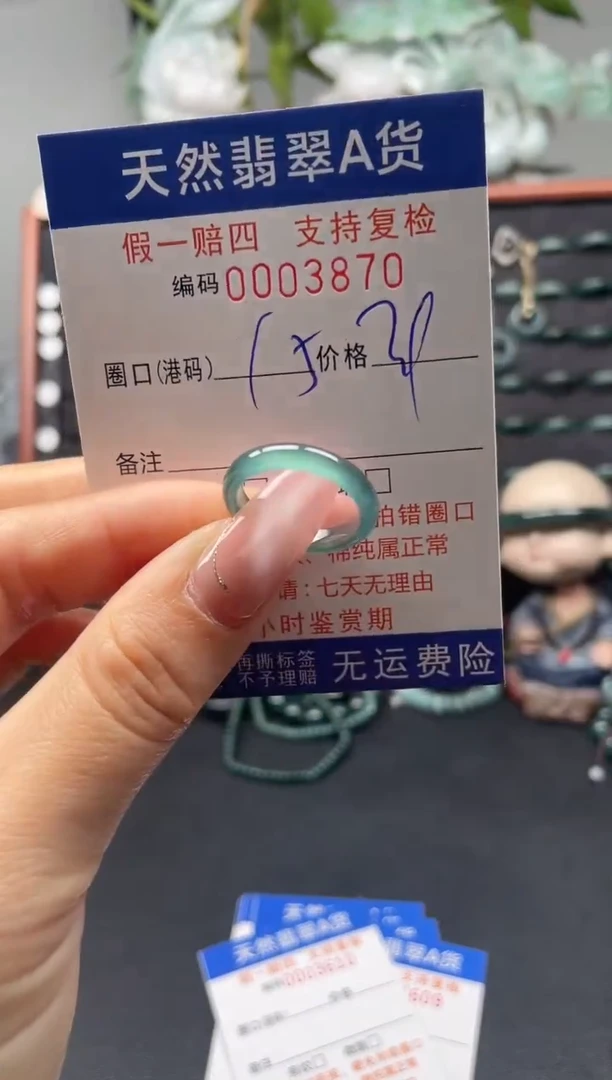 天然翡翠A货
假一赔四 支持复检
编码 0003870
圈口(港码) 15 价格
备注
拍错圈口
棉纯属正常
请:七天无理由
小时鉴赏期
再撕标签
不予理赔
无运费险
天然翡翠A货
翡翠A货